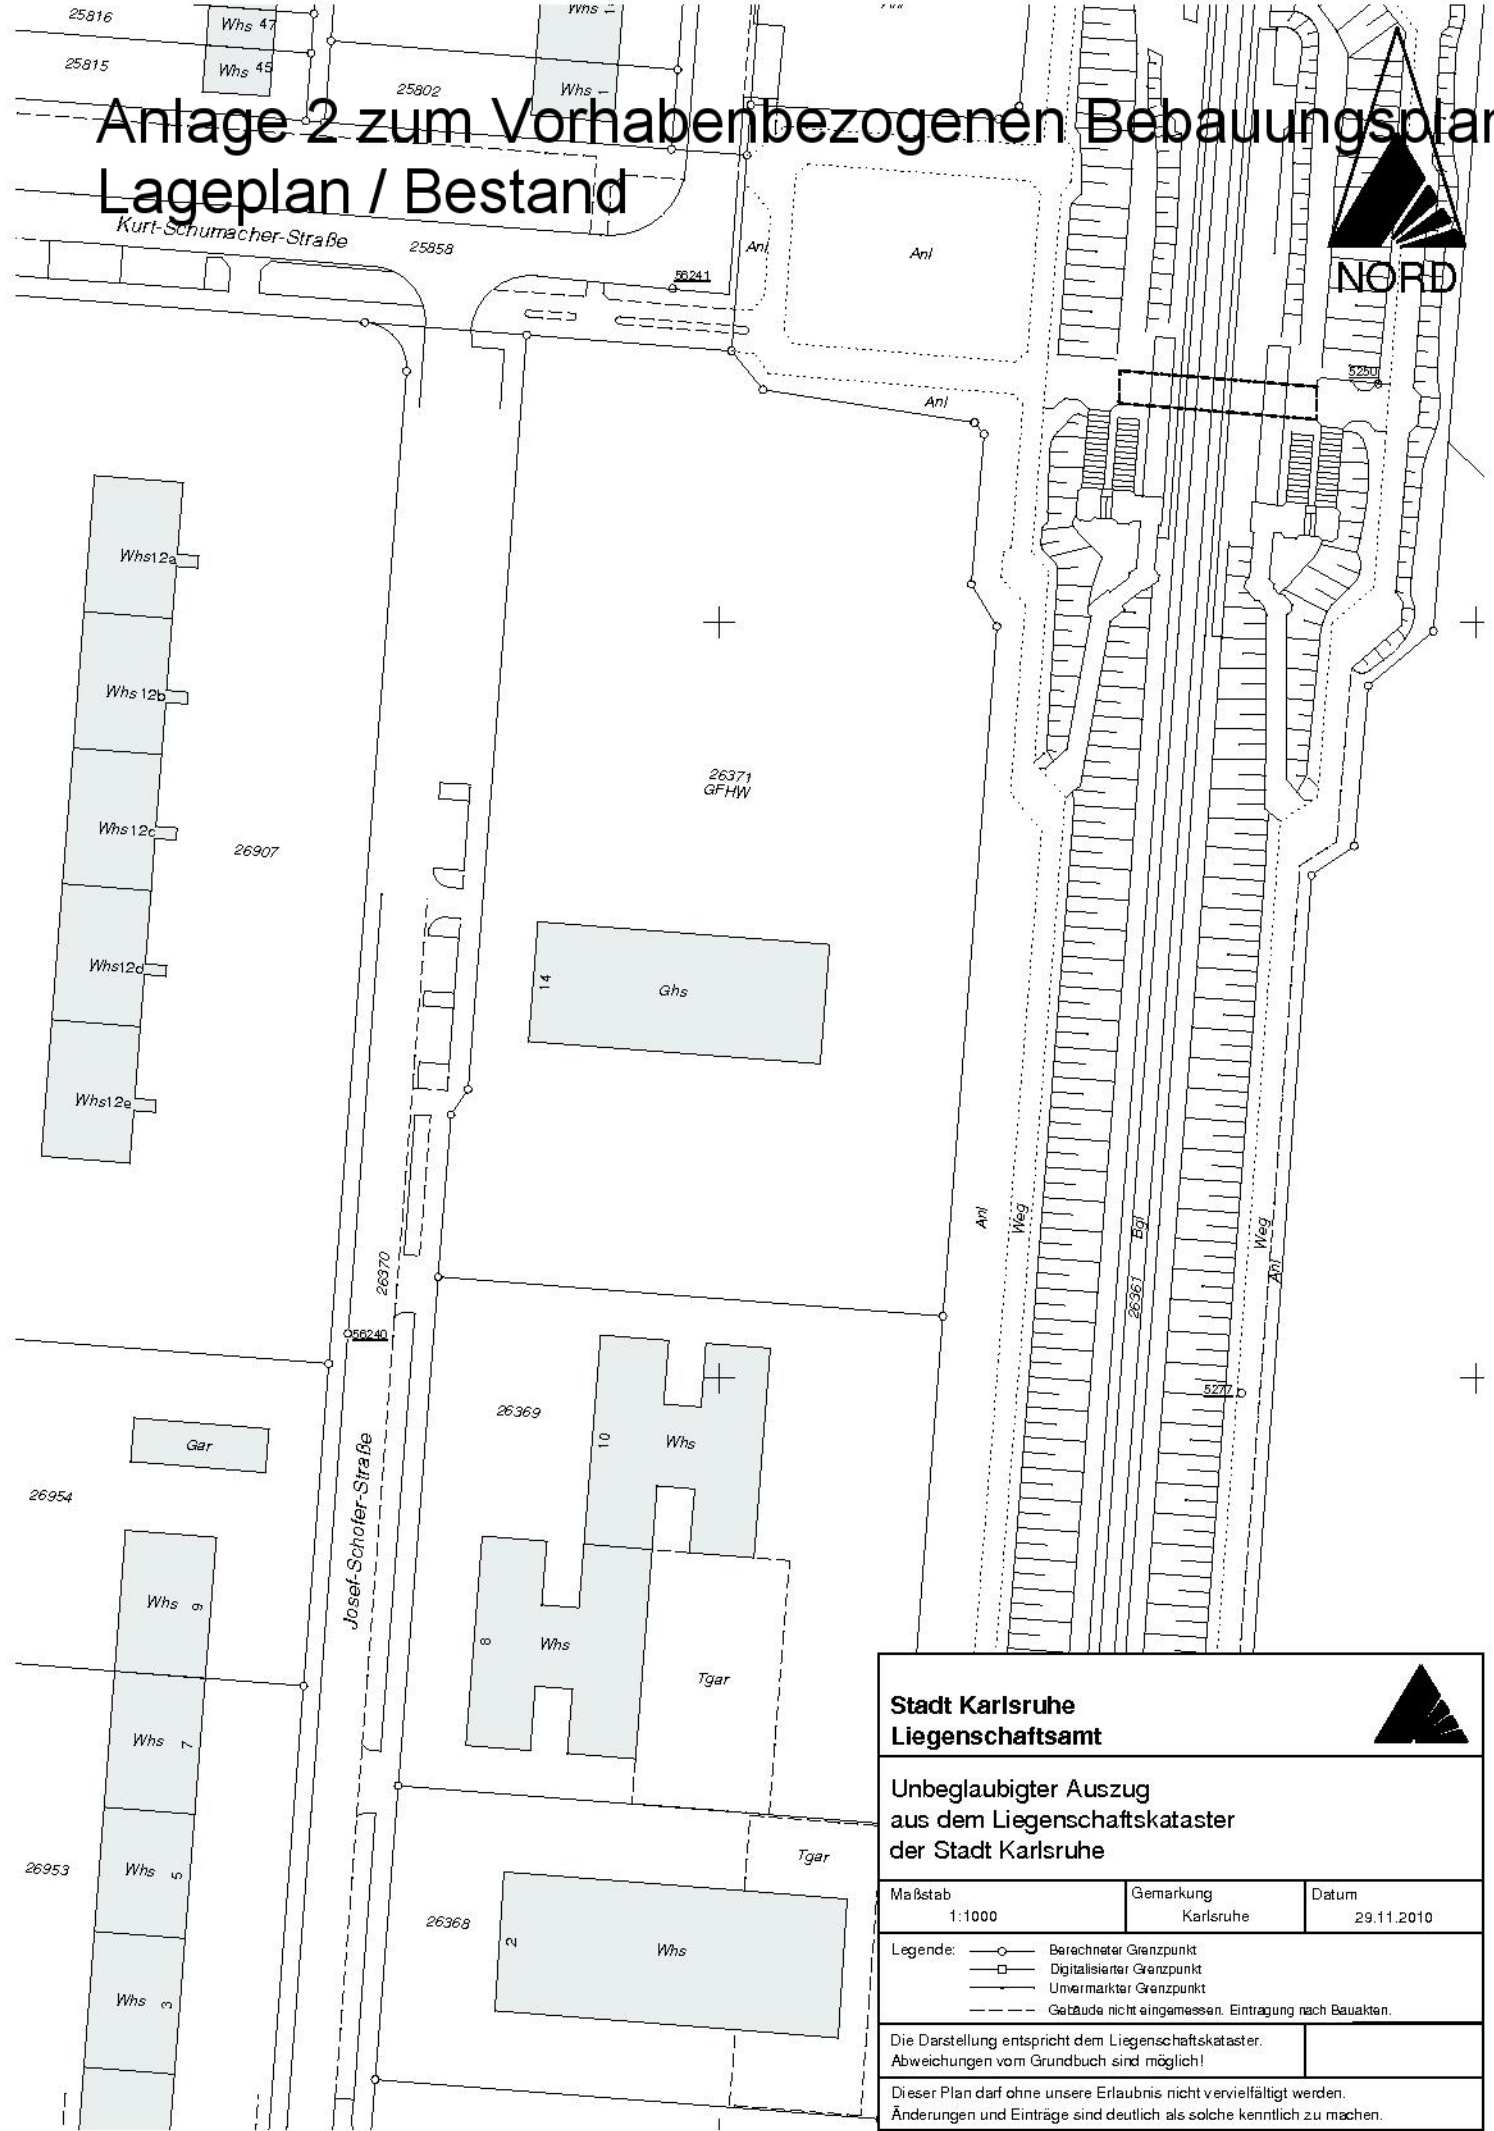 25816
Whs 47
25815
Whs 45
25802
Whs 1
Whs 1
Anlage 2 zum Vorhabenbezogenen Bebauungsplan
Lageplan / Bestand
Kurt-Schumacher-Straße
25858
56241
Anl
Anl
NORD
5250
Anl
Whs12a
Whs 12b
26371
GFHW
Whs12c
26907
Whs12d
14
Ghs
Whs12e
Anl
Weg
Bgl
26361
Weg
Anl
26370
56240
5277
26369
10
Whs
Gar
26954
Josef-Schofer-Straße
Whs 9
8
Whs
Tgar
Whs 7
Tgar
26953
Whs 5
26368
2
Whs
Whs 3
Stadt Karlsruhe
Liegenschaftsamt
Unbeglaubigter Auszug
aus dem Liegenschaftskataster
der Stadt Karlsruhe
Maßstab
1:1000
Gemarkung
Karlsruhe
Datum
29.11.2010
Legende:
Berechneter Grenzpunkt
Digitalisierter Grenzpunkt
Unvermarkter Grenzpunkt
Gebäude nicht eingemessen. Eintragung nach Bauakten.
Die Darstellung entspricht dem Liegenschaftskataster.
Abweichungen vom Grundbuch sind möglich!
Dieser Plan darf ohne unsere Erlaubnis nicht vervielfältigt werden.
Änderungen und Einträge sind deutlich als solche kenntlich zu machen.